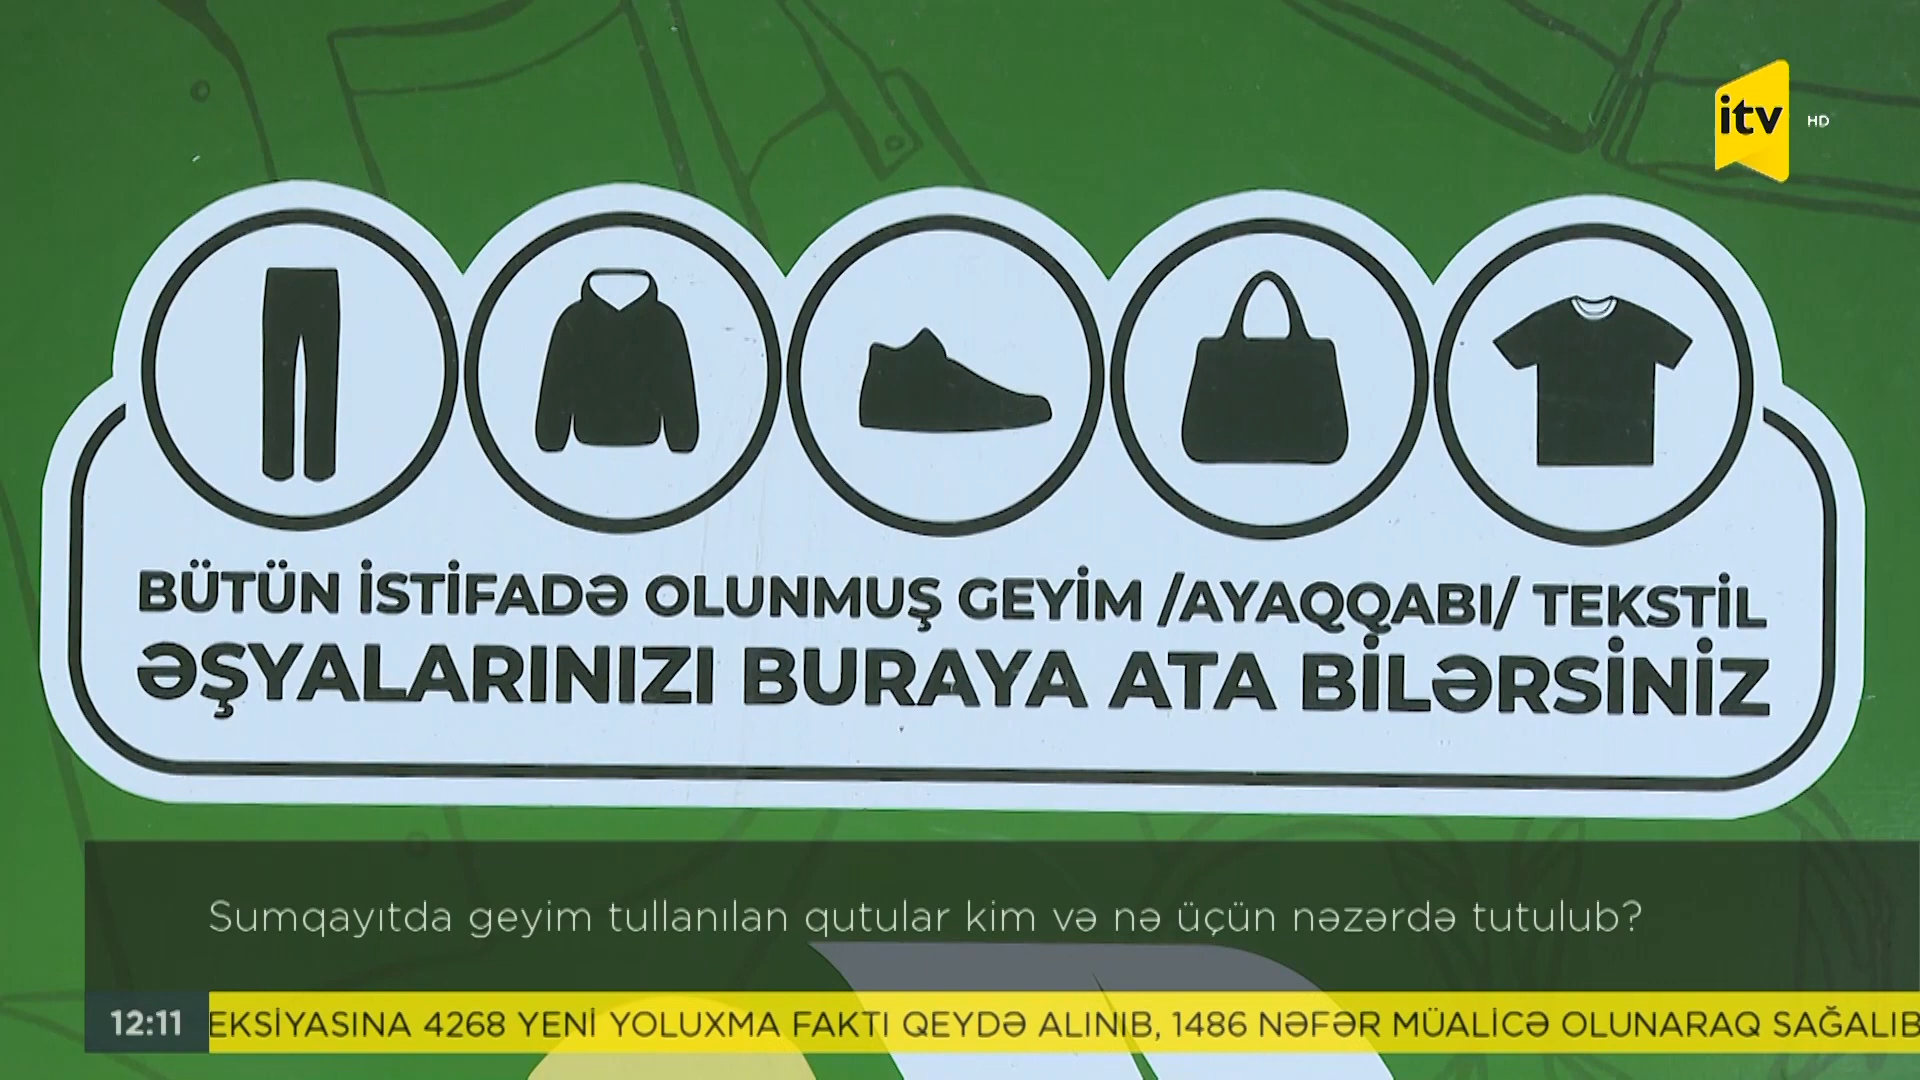 itv HD
BÜTÜN İSTİFADƏ OLUNMUŞ GEYİM /AYAQQABI/ TEKSTİL
ƏŞYALARINIZI BURAYA ATA BİLƏRSİNİZ
Sumqayıtda geyim tullanılan qutular kim və nə üçün nəzərdə tutulub?
12:11 EKSİYASINA 4268 YENİ YOLUXMA FAKTI QEYDƏ ALINIB, 1486 NƏFƏR MÜALİCƏ OLUNARAQ SAĞALIB